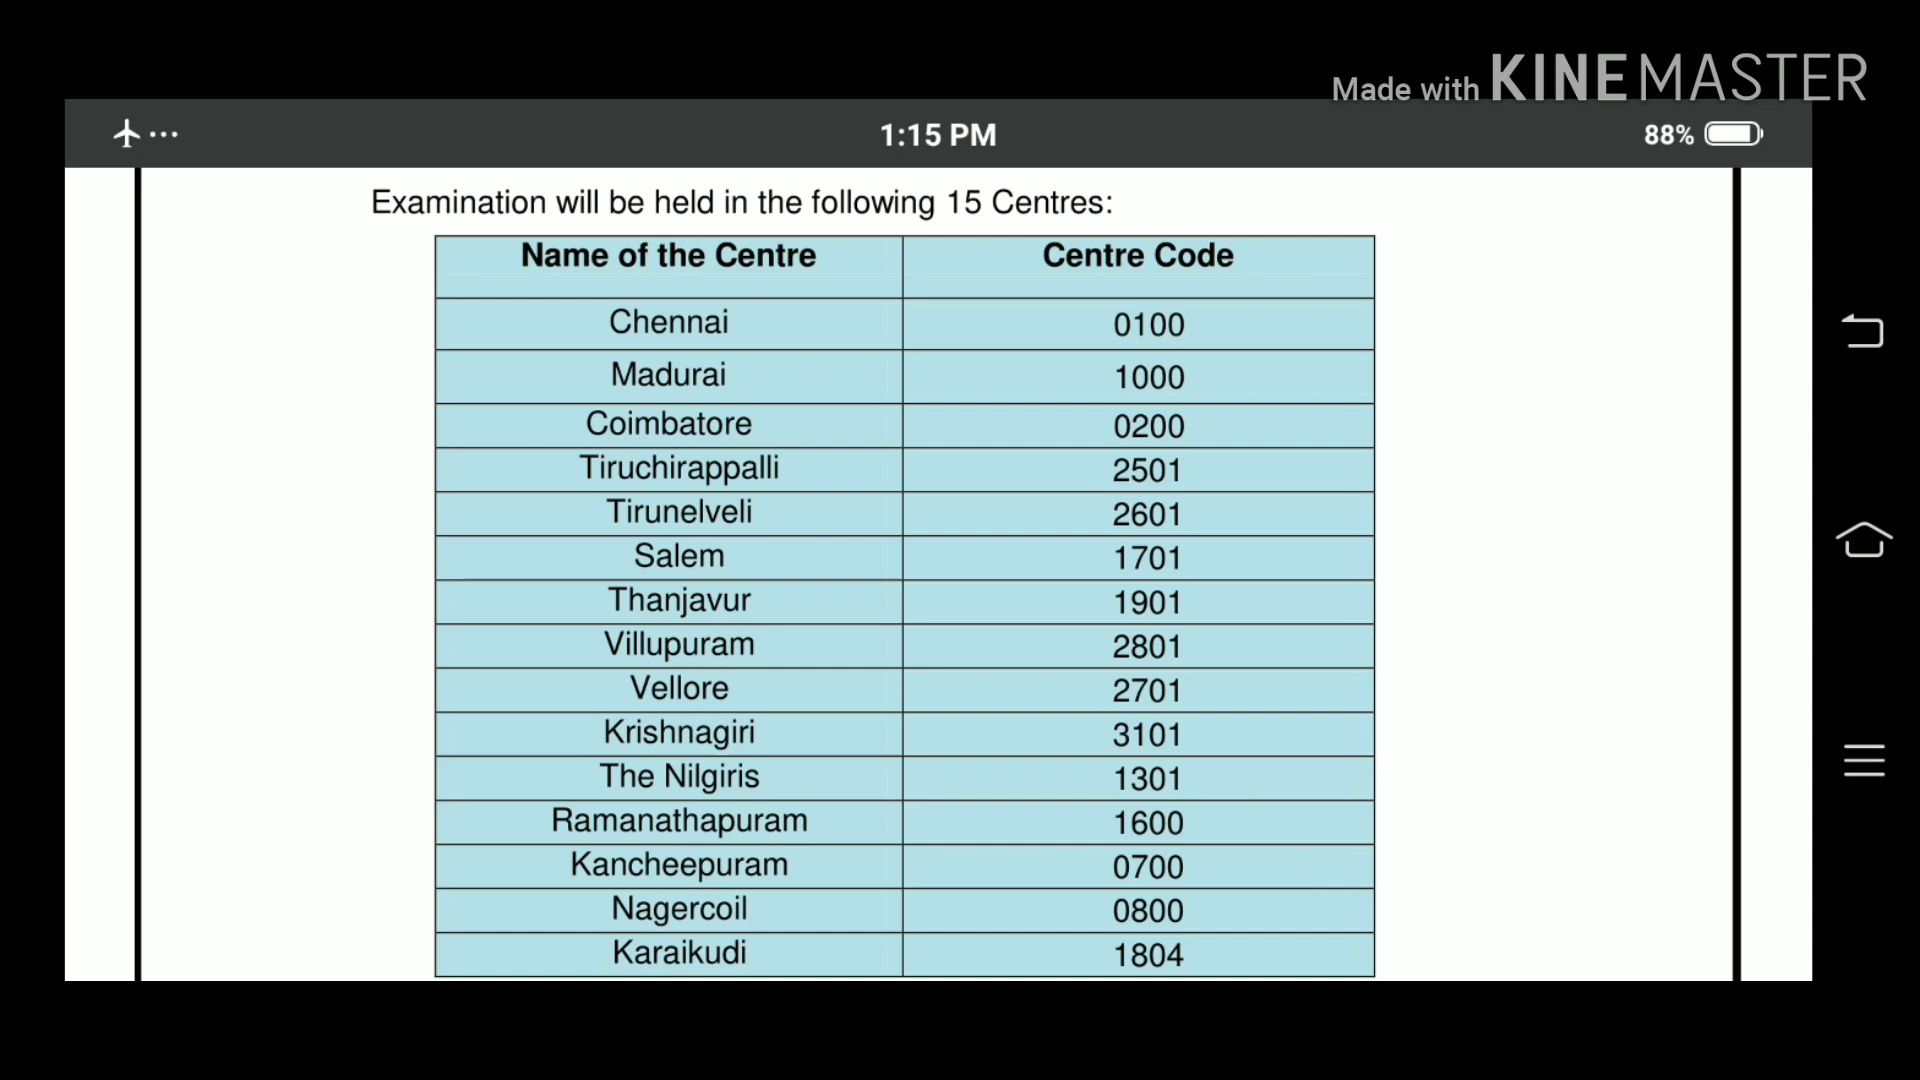 Made with KINEMASTER
... 1:15 PM 88%
Examination will be held in the following 15 Centres:
Name of the Centre Centre Code
Chennai 0100
Madurai 1000
Coimbatore 0200
Tiruchirappalli 2501
Tirunelveli 2601
Salem 1701
Thanjavur 1901
Villupuram 2801
Vellore 2701
Krishnagiri 3101
The Nilgiris 1301
Ramanathapuram 1600
Kancheepuram 0700
Nagercoil 0800
Karaikudi 1804